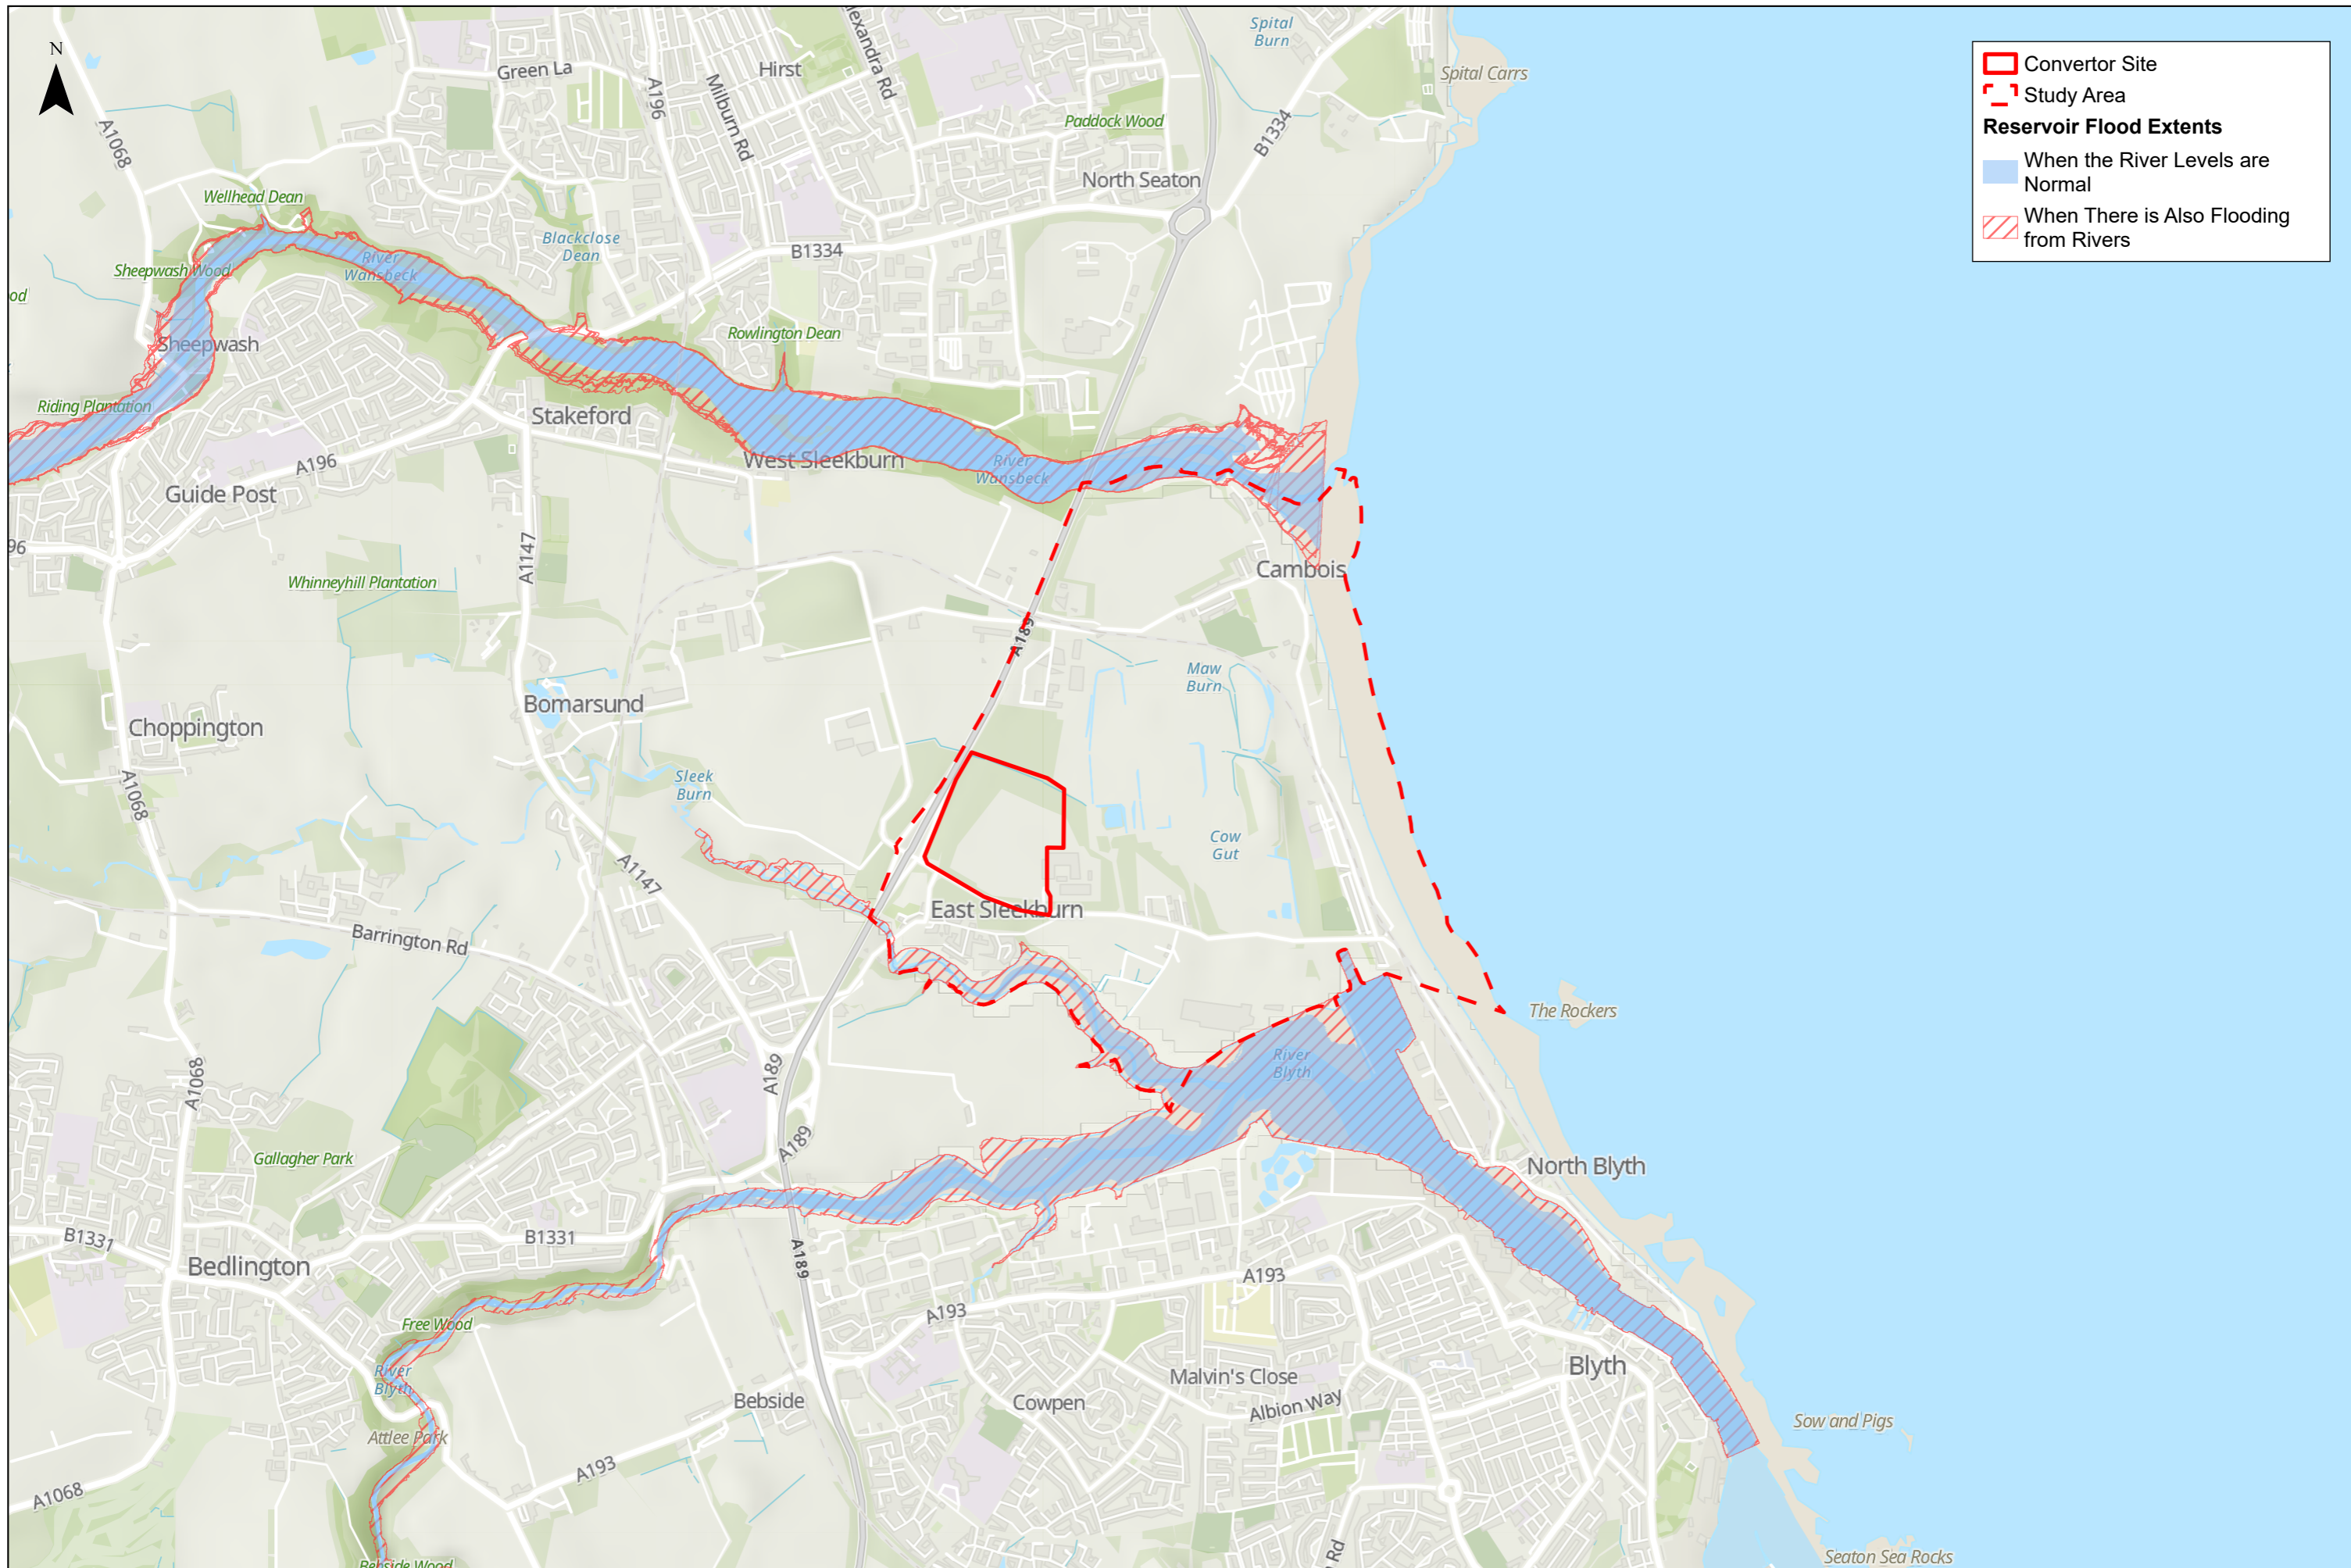 N
Convertor Site
Study Area
Reservoir Flood Extents
When the River Levels are
Normal
When There is Also Flooding
from Rivers
Spital
Burn
Spital Carrs
Green La
Hirst
A196
Milburn Rd
Paddock Wood
A1068
B1334
North Seaton
Wellhead Dean
Blackclose
Dean
B1334
River
Wansbeck
Sheepwash Wood
Sheepwash
Rowlington Dean
Riding Plantation
Stakeford
A196
West Sleekburn
River
Wansbeck
Guide Post
A1147
Cambois
Whinneyhill Plantation
A189
Maw
Burn
Bomarsund
Choppington
Sleek
Burn
A1068
Cow
Gut
A1147
East Sleekburn
Barrington Rd
The Rockers
River
Blyth
A189
A1068
A189
Gallagher Park
North Blyth
B1331
B1331
A189
Bedlington
A193
A193
Free Wood
River
Blyth
Blyth
Malvin's Close
Bebside
Cowpen
Albion Way
Sow and Pigs
Attlee Park
A193
A1068
Rd
Seaton Sea Rocks
Bebside Wood